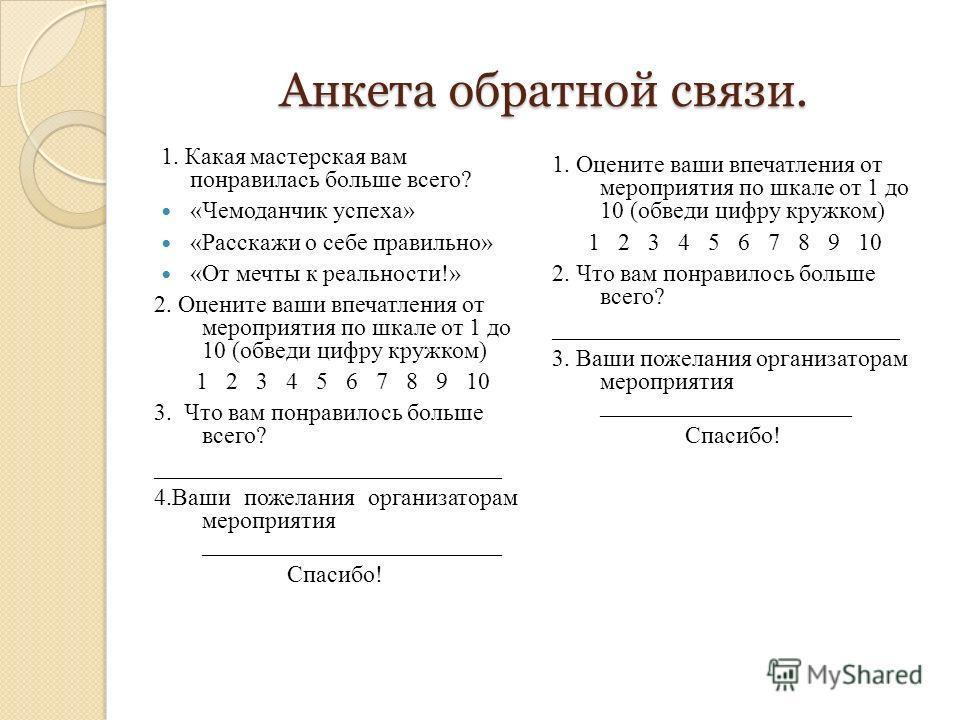 Анкета обратной связи.
1. Какая мастерская вам
понравилась больше всего?
«Чемоданчик успеха»
«Расскажи о себе правильно»
«От мечты к реальности!»
2. Оцените ваши впечатления от
мероприятия по шкале от 1 до
10 (обведи цифру кружком)
1 2 3 4 5 6 7 8 9 10
3. Что вам понравилось больше
всего?
_____________________________
4.Ваши пожелания организаторам
мероприятия
_________________________
Спасибо!
1. Оцените ваши впечатления от
мероприятия по шкале от 1 до
10 (обведи цифру кружком)
1 2 3 4 5 6 7 8 9 10
2. Что вам понравилось больше
всего?
_____________________________
3. Ваши пожелания организаторам
мероприятия
_____________________
Спасибо!
MyShared